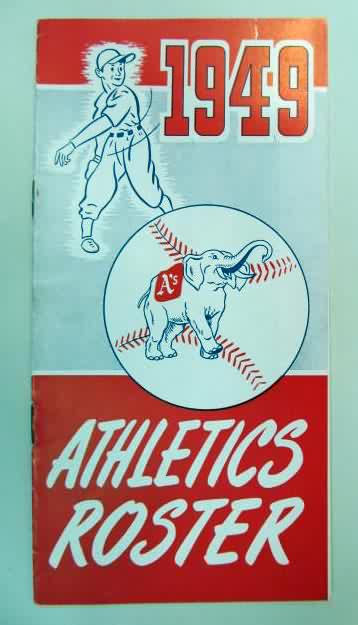 1949
A's
ATHLETICS
ROSTER